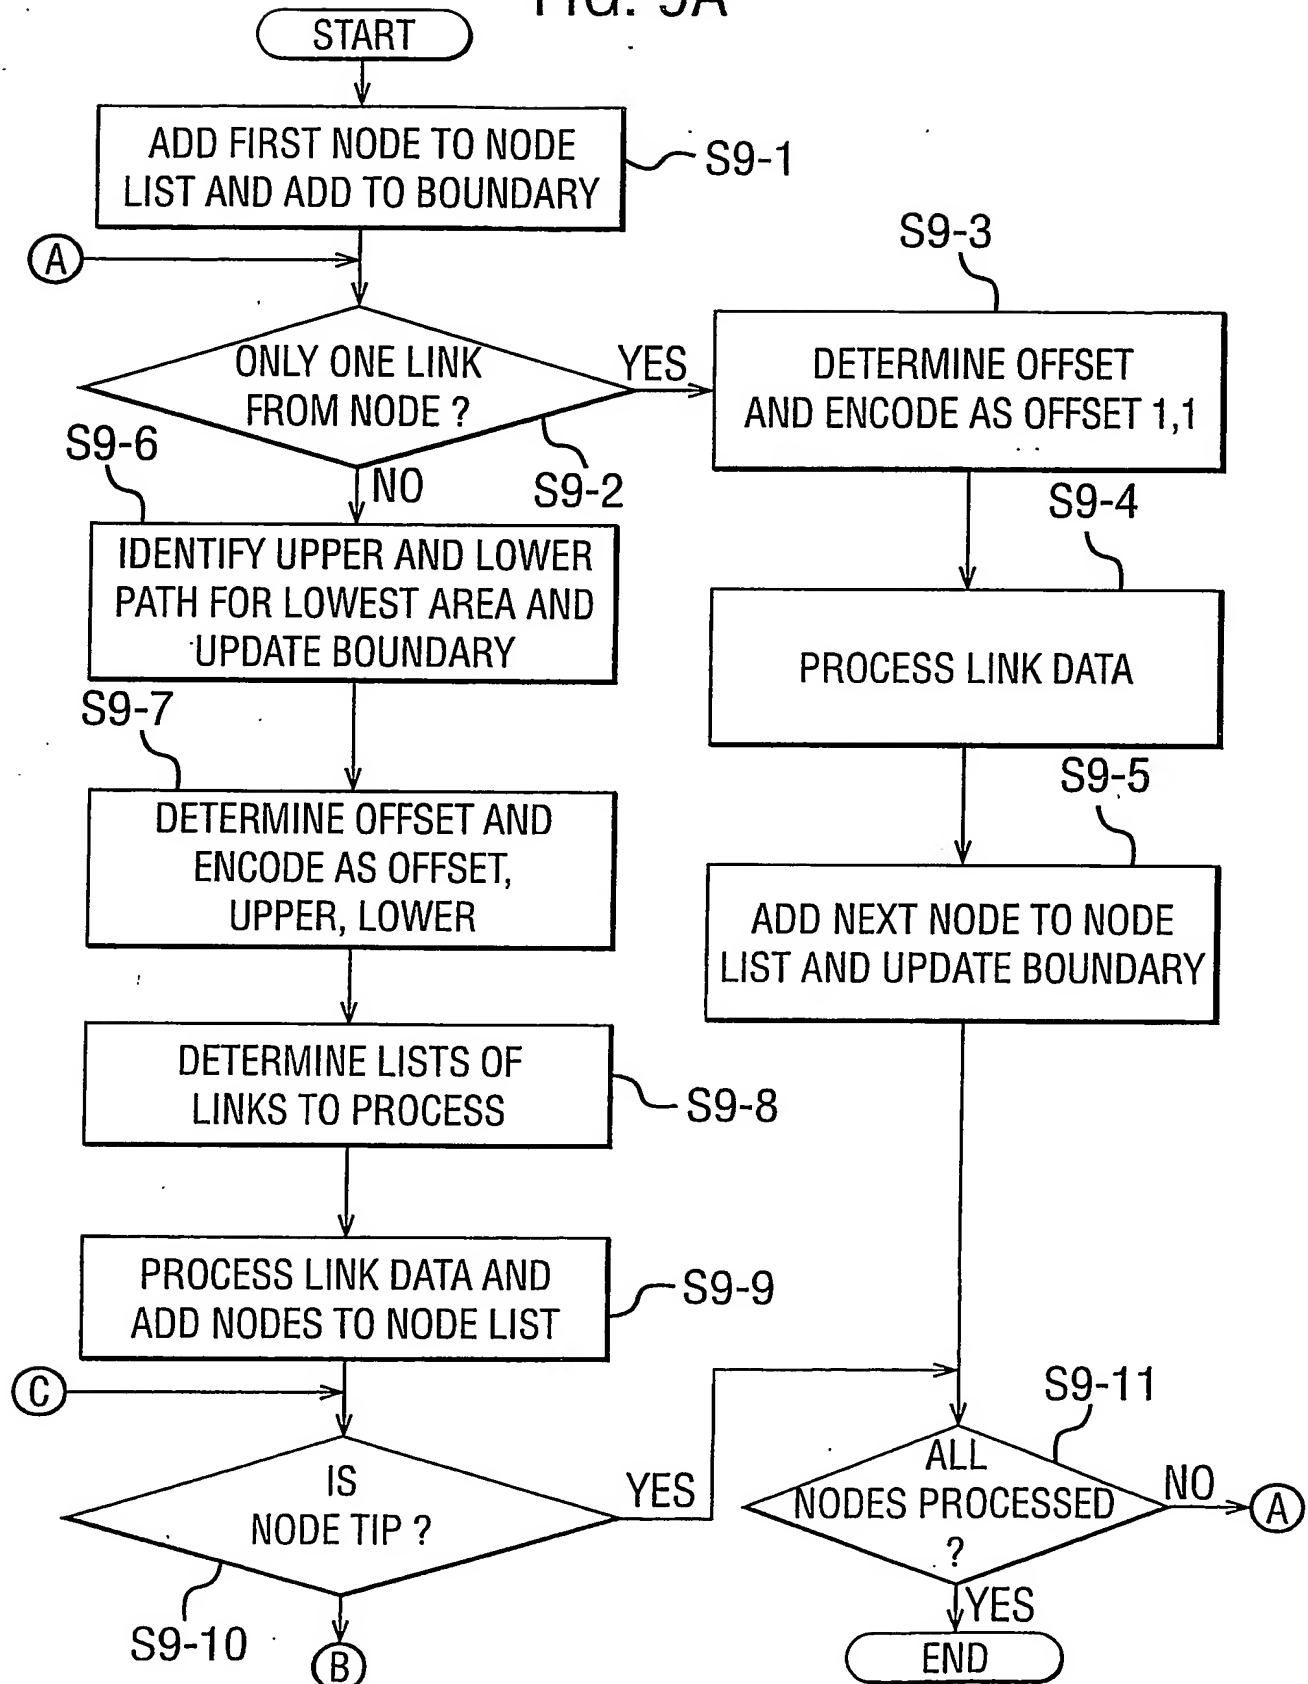 FIG. 9A
START
ADD FIRST NODE TO NODE
LIST AND ADD TO BOUNDARY
S9-1
A
ONLY ONE LINK
FROM NODE ?
YES
NO
S9-2
S9-3
DETERMINE OFFSET
AND ENCODE AS OFFSET 1,1
S9-4
PROCESS LINK DATA
S9-5
ADD NEXT NODE TO NODE
LIST AND UPDATE BOUNDARY
S9-6
IDENTIFY UPPER AND LOWER
PATH FOR LOWEST AREA AND
UPDATE BOUNDARY
S9-7
DETERMINE OFFSET AND
ENCODE AS OFFSET,
UPPER, LOWER
DETERMINE LISTS OF
LINKS TO PROCESS
S9-8
PROCESS LINK DATA AND
ADD NODES TO NODE LIST
S9-9
C
IS
NODE TIP ?
YES
S9-10
B
S9-11
ALL
NODES PROCESSED
?
NO
A
YES
END